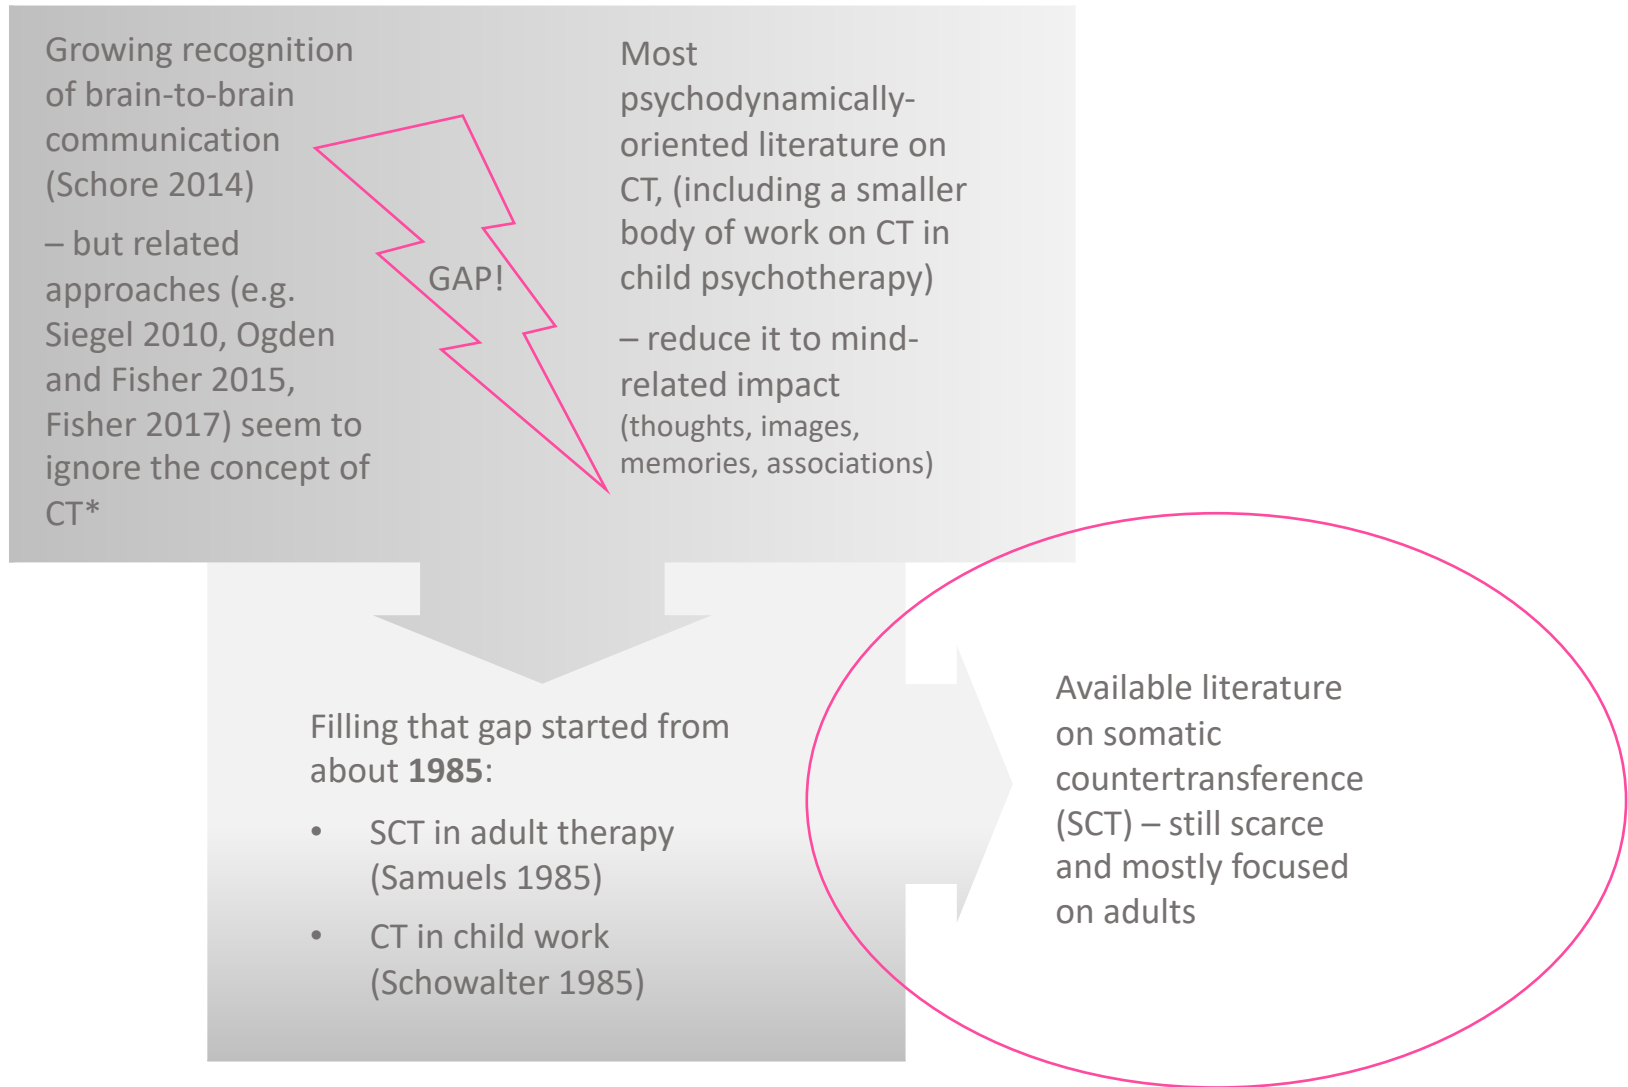 Growing recognition
of brain-to-brain
communication
(Schore 2014)
– but related
approaches (e.g.
Siegel 2010, Ogden
and Fisher 2015,
Fisher 2017) seem to
ignore the concept of
CT*
GAP!
Most
psychodynamically-
oriented literature on
CT, (including a smaller
body of work on CT in
child psychotherapy)
– reduce it to mind-
related impact
(thoughts, images,
memories, associations)
Filling that gap started from
about 1985:
• SCT in adult therapy
(Samuels 1985)
• CT in child work
(Schowalter 1985)
Available literature
on somatic
countertransference
(SCT) – still scarce
and mostly focused
on adults